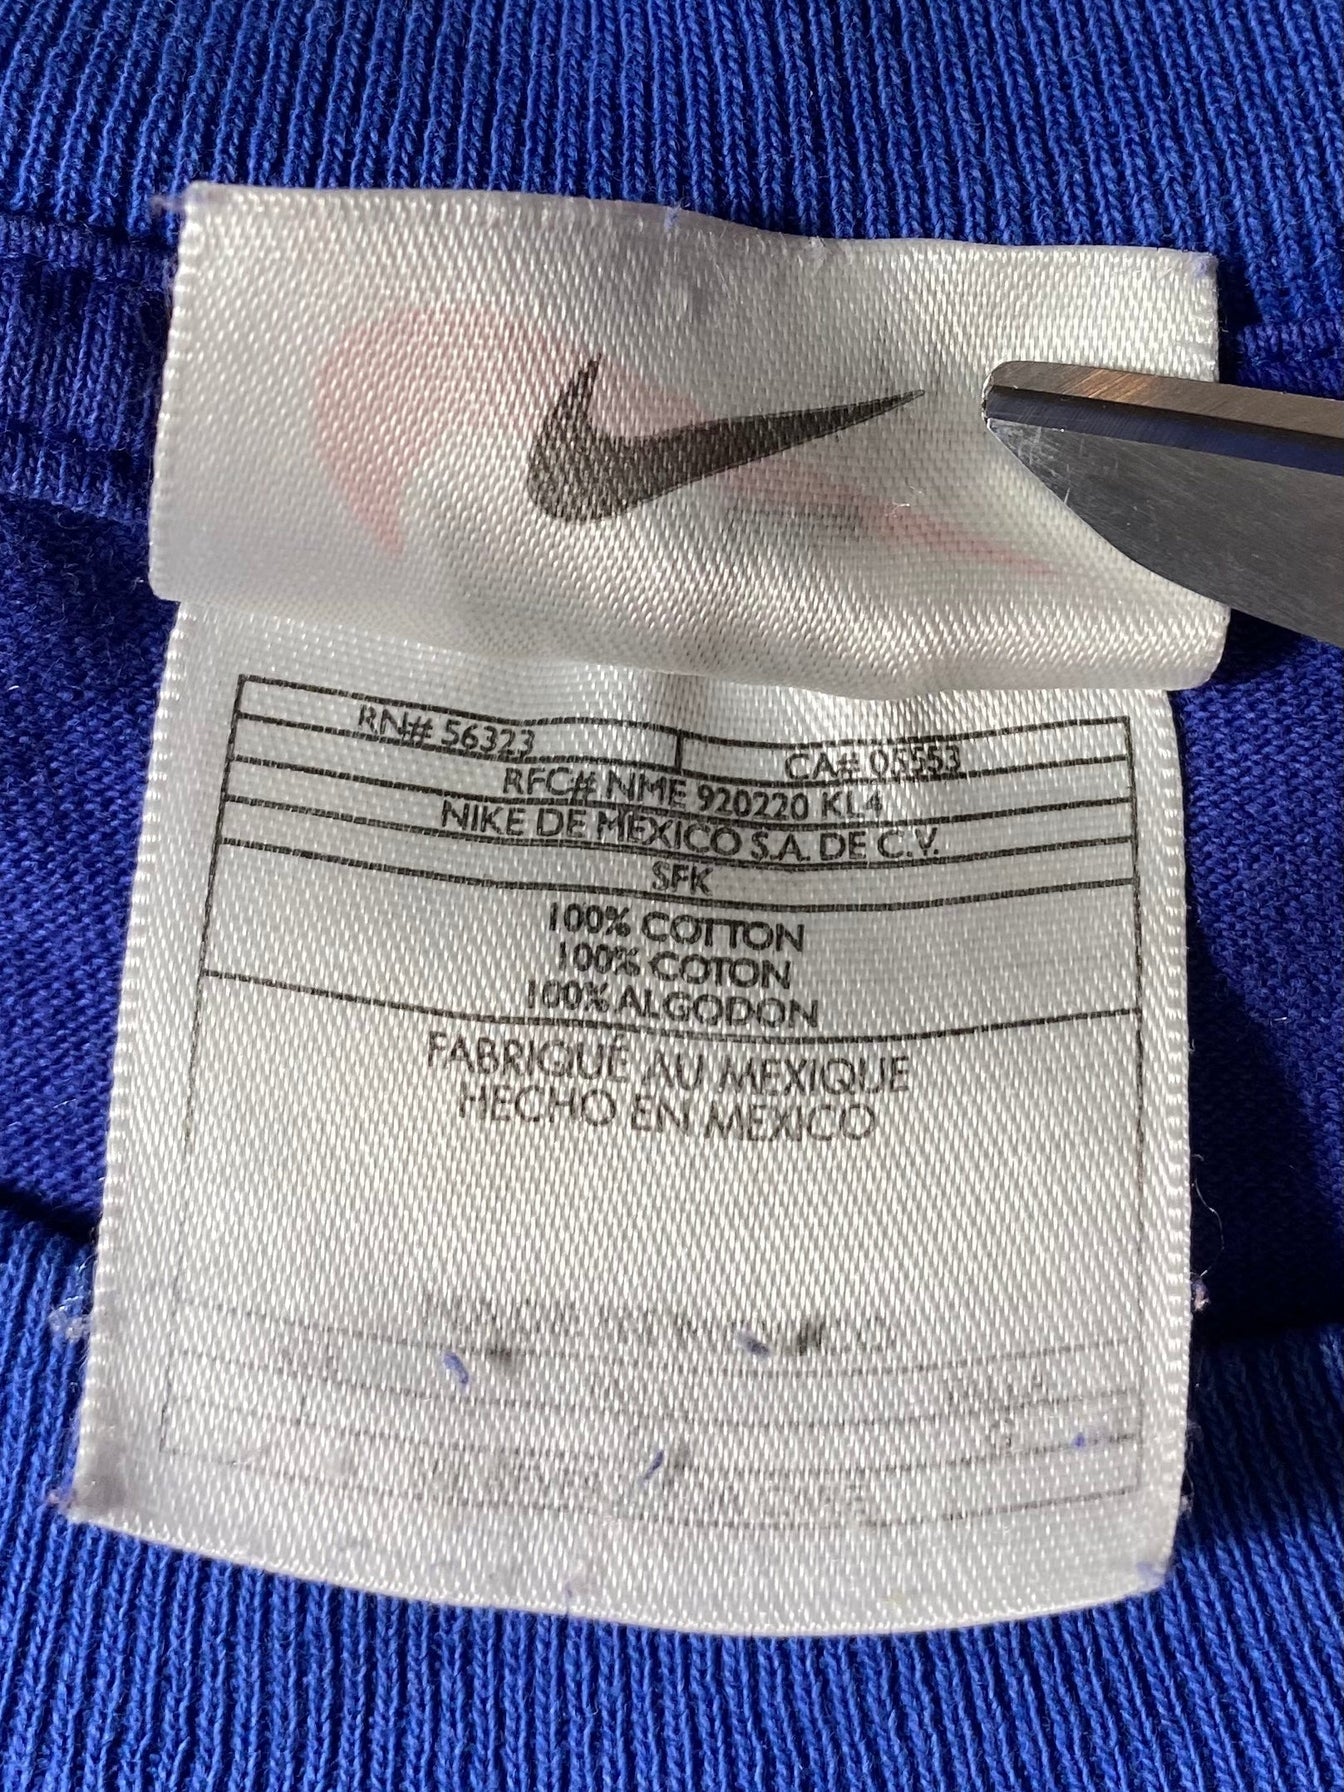 RN# 56323
CA# 05553
RFC# NME 920220 KL4
NIKE DE MEXICO S.A. DE C.V.
SFK
100% COTTON
100% COTON
100% ALGODON
FABRIQUÉ AU MEXIQUE
HECHO EN MEXICO